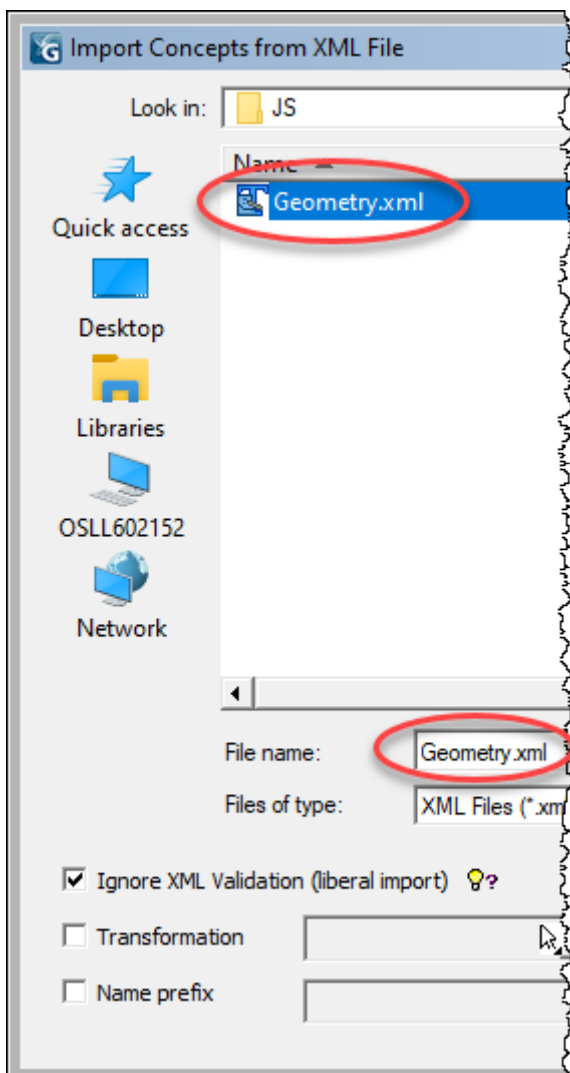 Import Concepts from XML File
Look in: JS
Name
Geometry.xml
Quick access
Desktop
Libraries
OSLL602152
Network
File name: Geometry.xml
Files of type: XML Files (*.xm
Ignore XML Validation (liberal import) ?
Transformation
Name prefix